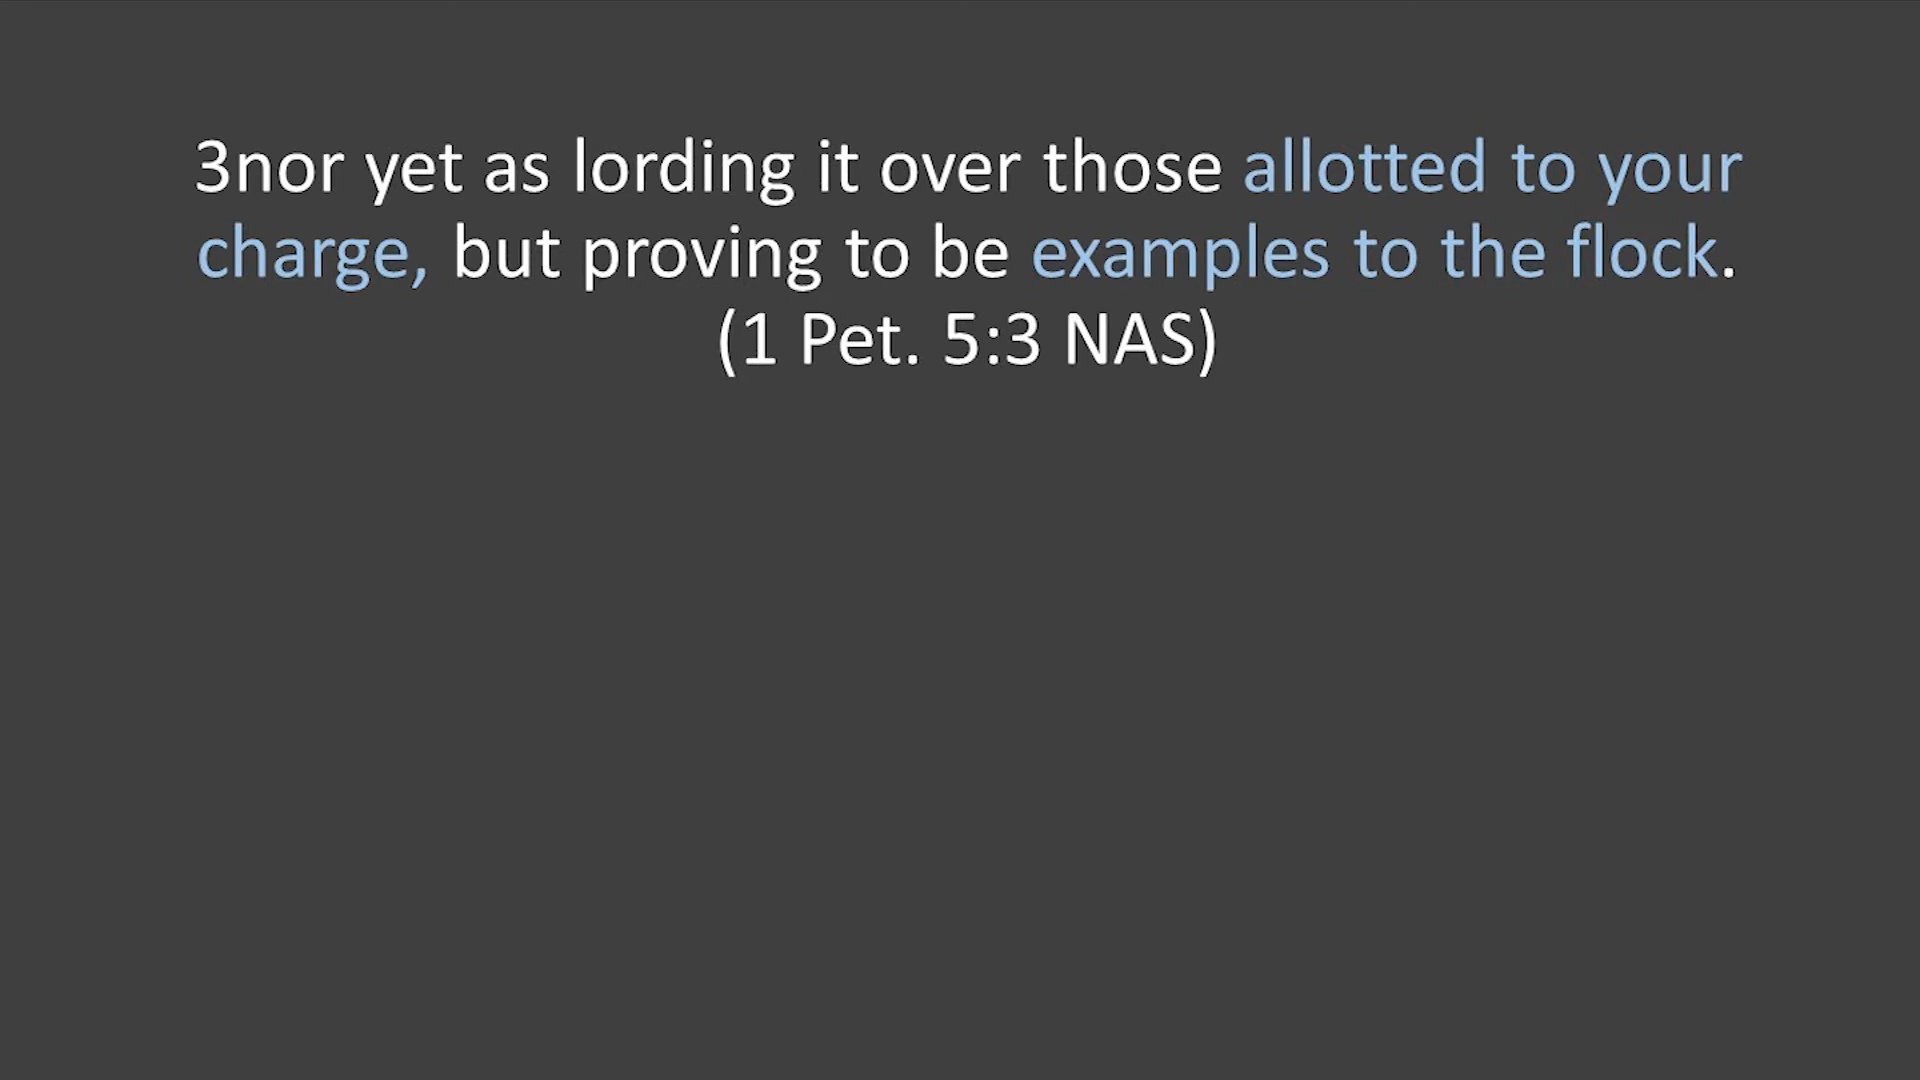 3nor yet as lording it over those allotted to your
charge, but proving to be examples to the flock.
(1 Pet. 5:3 NAS)